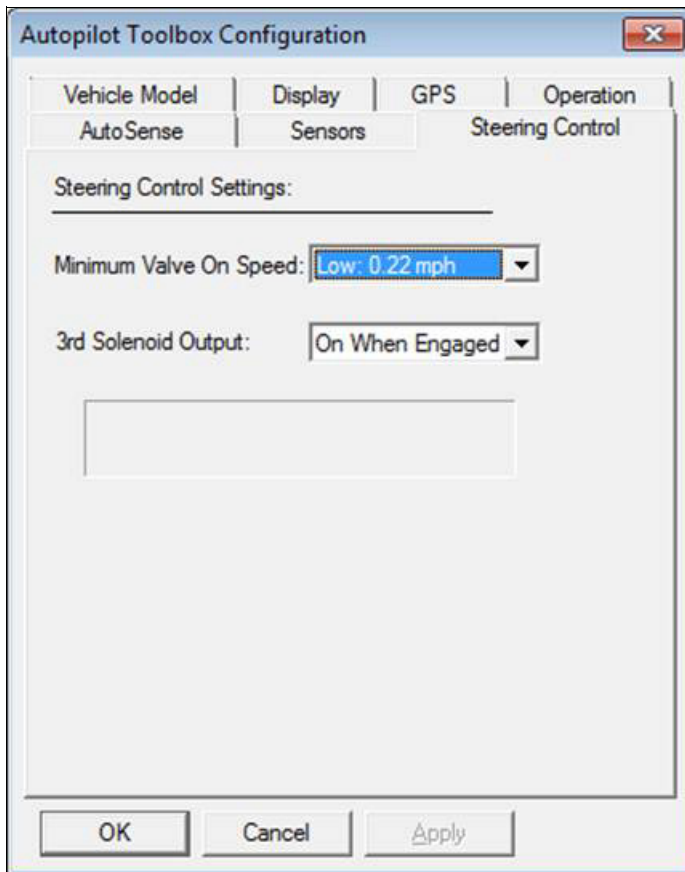 Autopilot Toolbox Configuration
Vehicle Model Display GPS Operation
AutoSense Sensors Steering Control
Steering Control Settings:
Minimum Valve On Speed: Low: 0.22 mph
3rd Solenoid Output: On When Engaged
OK Cancel Apply